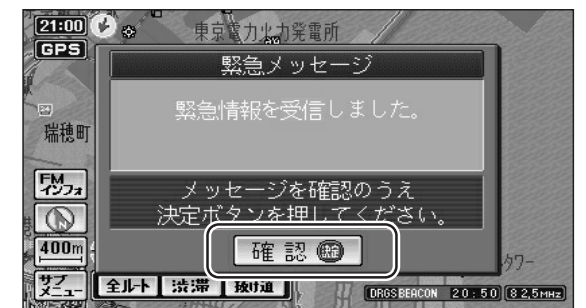 21:00
GPS
東京電力火力発電所
緊急メッセージ
緊急情報を受信しました。
瑞穂町
FM
インフォ
メッセージを確認のうえ
決定ボタンを押してください。
400m
確認 決定
タワー
サブ
メニュー
全ルート 渋滞 抜け道
DRGS BEACON 20:50 82,5MHz